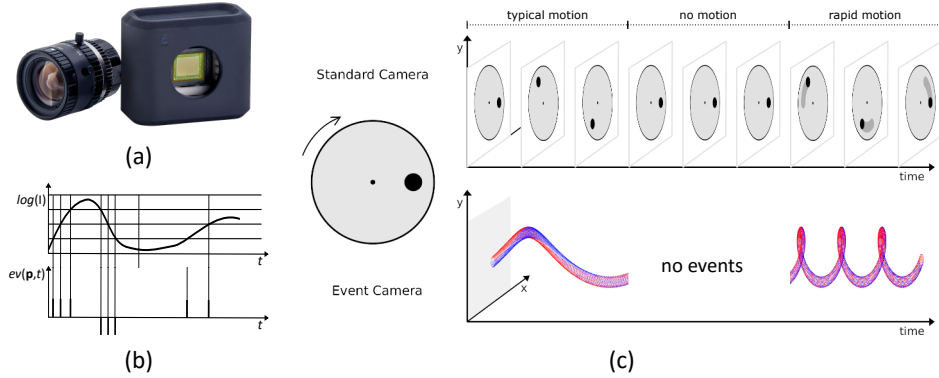 (a)
log(I)
t
ev(p,t)
t
(b)
Standard Camera
Event Camera
typical motion
no motion
rapid motion
y
time
y
x
no events
time
(c)